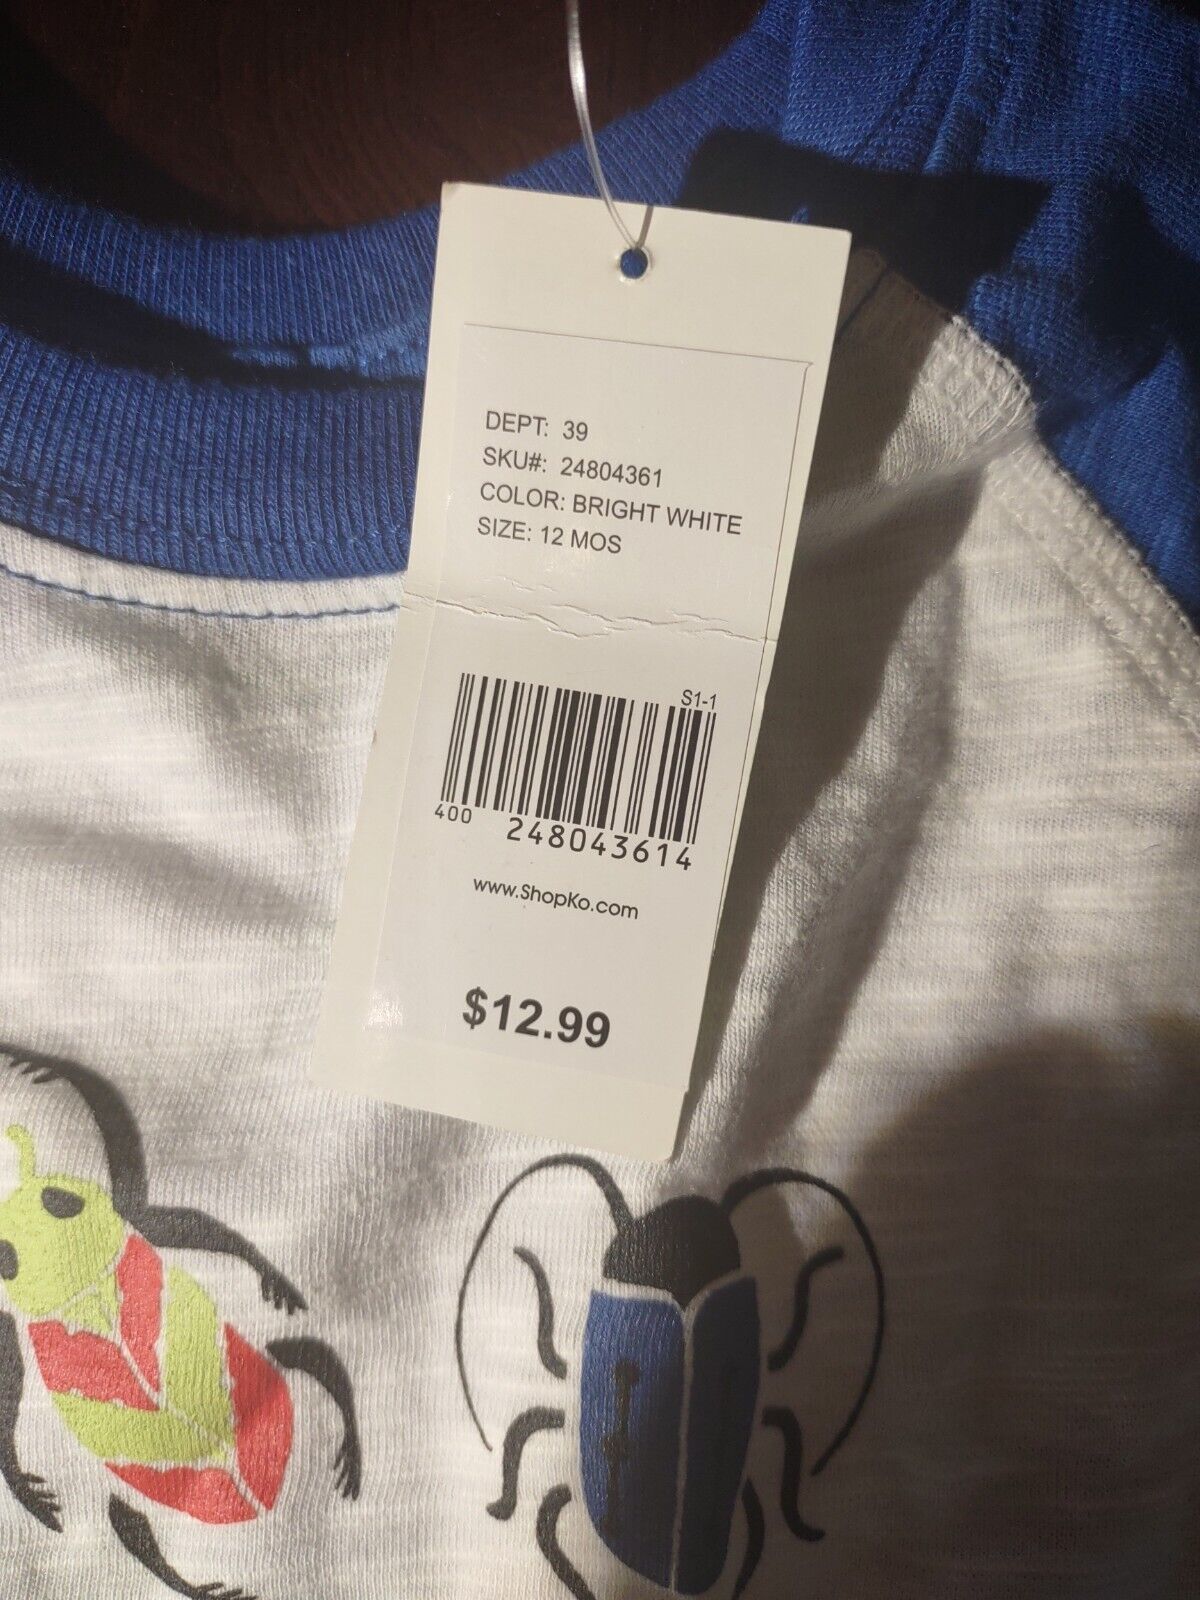 DEPT: 39
SKU#: 24804361
COLOR: BRIGHT WHITE
SIZE: 12 MOS
S1-1
400 248043614
www.ShopKo.com
$12.99